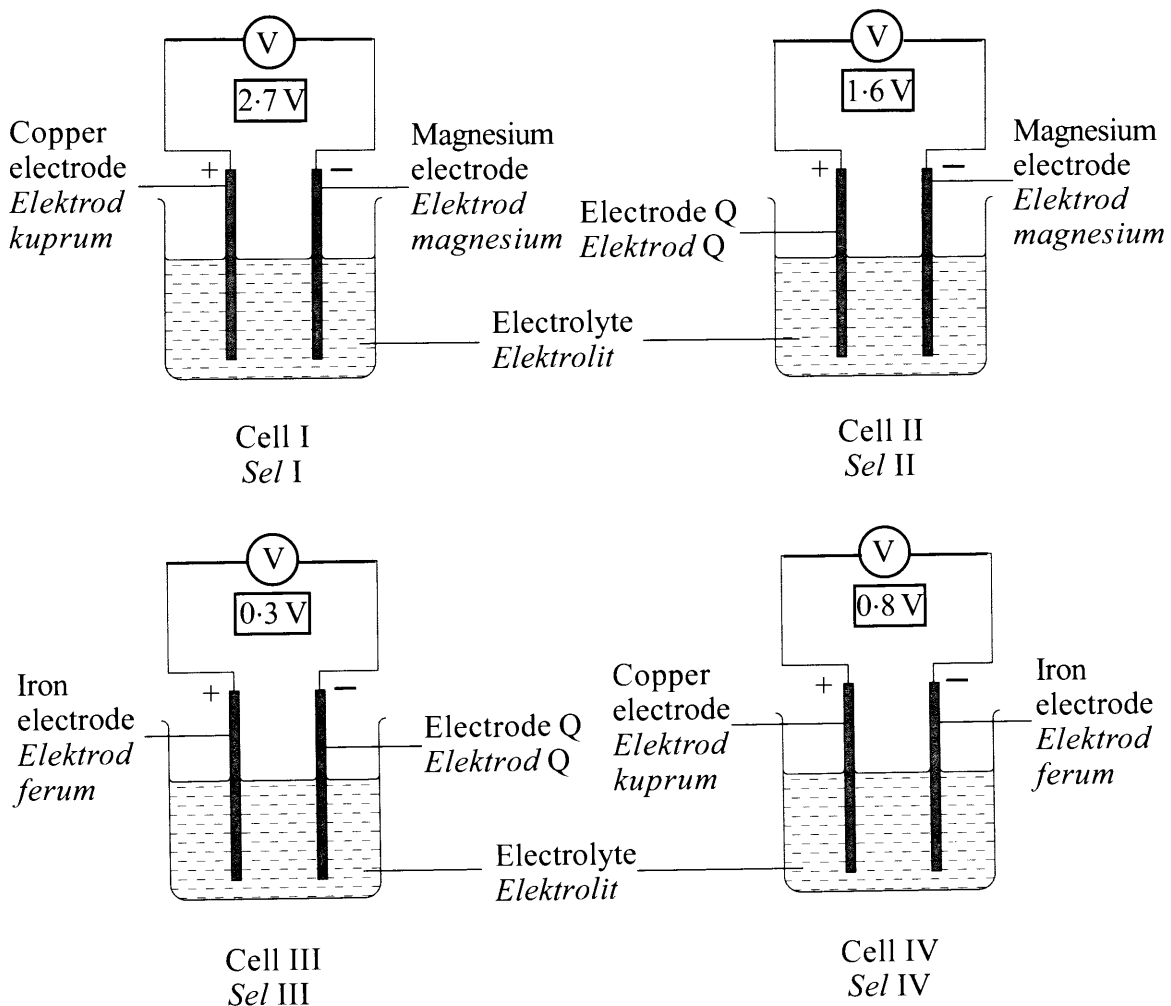 V
2·7 V
Copper
electrode
Elektrod
kuprum
+
−
Magnesium
electrode
Elektrod
magnesium
V
1·6 V
Electrode Q
Elektrod Q
+
−
Magnesium
electrode
Elektrod
magnesium
Electrolyte
Elektrolit
Cell I
Sel I
Cell II
Sel II
V
0·3 V
Iron
electrode
Elektrod
ferum
+
−
Electrode Q
Elektrod Q
V
0·8 V
Copper
electrode
Elektrod
kuprum
+
−
Iron
electrode
Elektrod
ferum
Electrolyte
Elektrolit
Cell III
Sel III
Cell IV
Sel IV